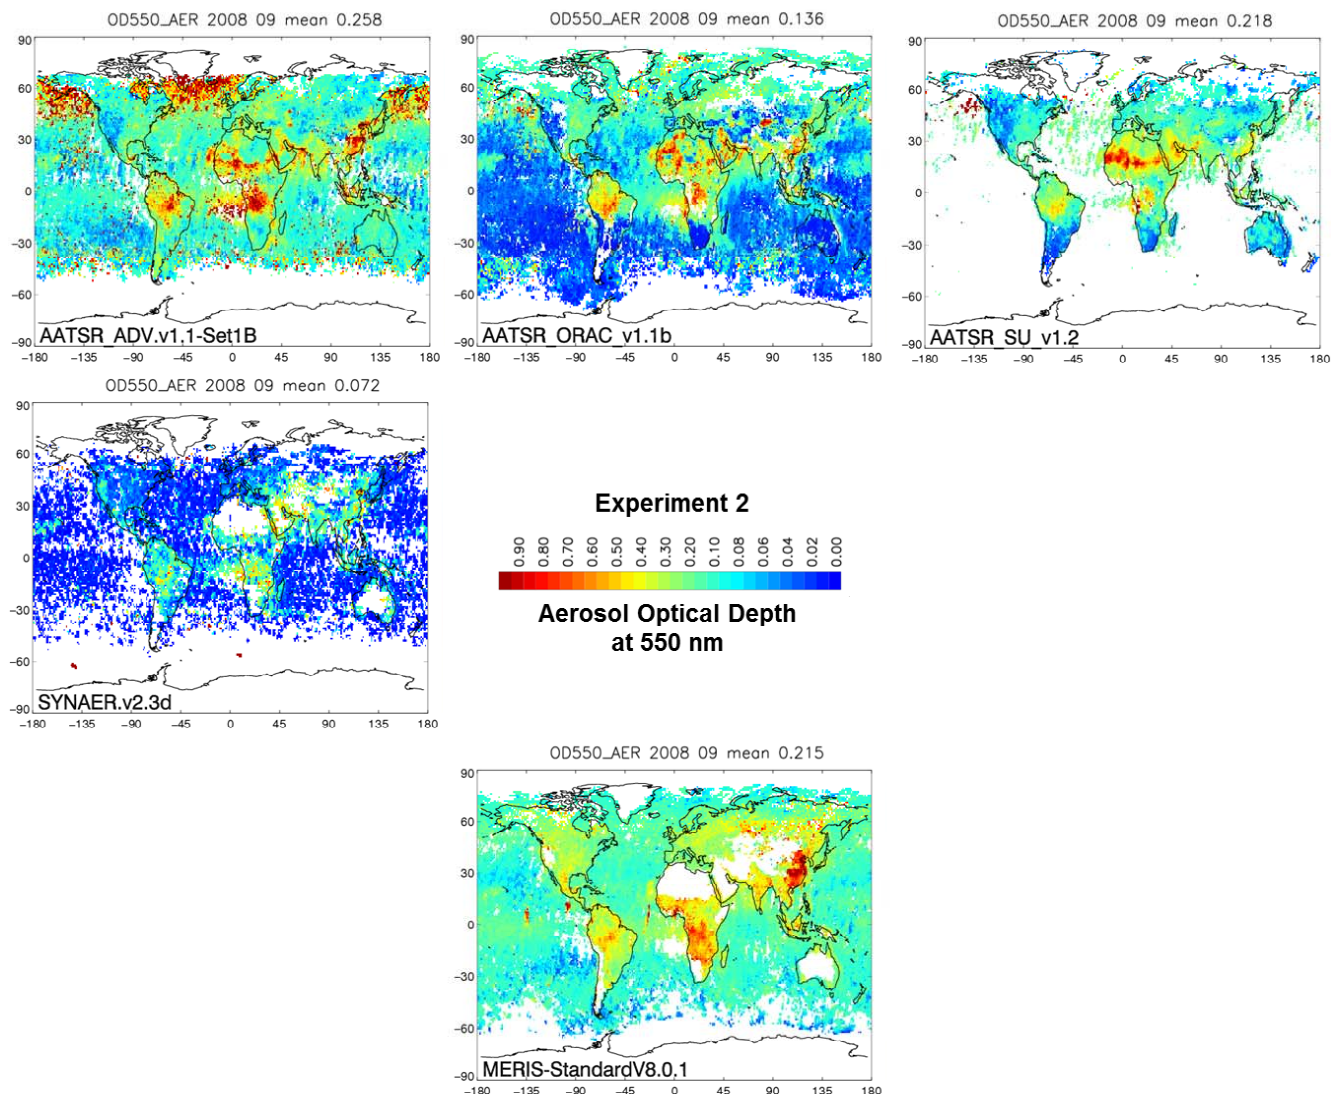 OD550_AER 2008 09 mean 0.258
90
60
30
0
−30
−60
−90
AATSR_ADV.v1.1-Set1B
−180 −135 −90 −45 0 45 90 135 180
OD550_AER 2008 09 mean 0.136
90
60
30
0
−30
−60
−90
AATSR_ORAC_v1.1b
−180 −135 −90 −45 0 45 90 135 180
OD550_AER 2008 09 mean 0.218
90
60
30
0
−30
−60
−90
AATSR_SU_v1.2
−180 −135 −90 −45 0 45 90 135 180
OD550_AER 2008 09 mean 0.072
90
60
30
0
−30
−60
−90
SYNAER.v2.3d
−180 −135 −90 −45 0 45 90 135 180
Experiment 2
0.90 0.80 0.70 0.60 0.50 0.40 0.30 0.20 0.10 0.08 0.06 0.04 0.02 0.00
Aerosol Optical Depth
at 550 nm
OD550_AER 2008 09 mean 0.215
90
60
30
0
−30
−60
−90
MERIS-StandardV8.0.1
−180 −135 −90 −45 0 45 90 135 180